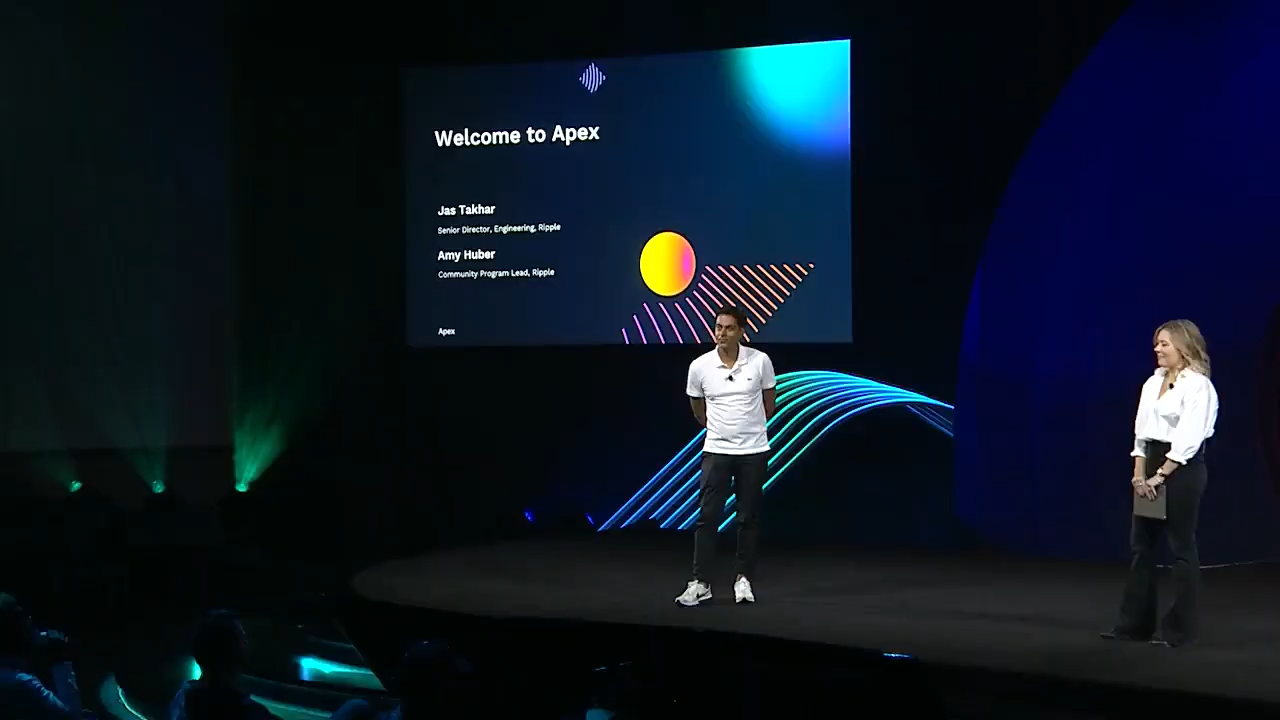 Welcome to Apex
Jas Takhar
Senior Director, Engineering, Ripple
Amy Huber
Community Program Lead, Ripple
Apex